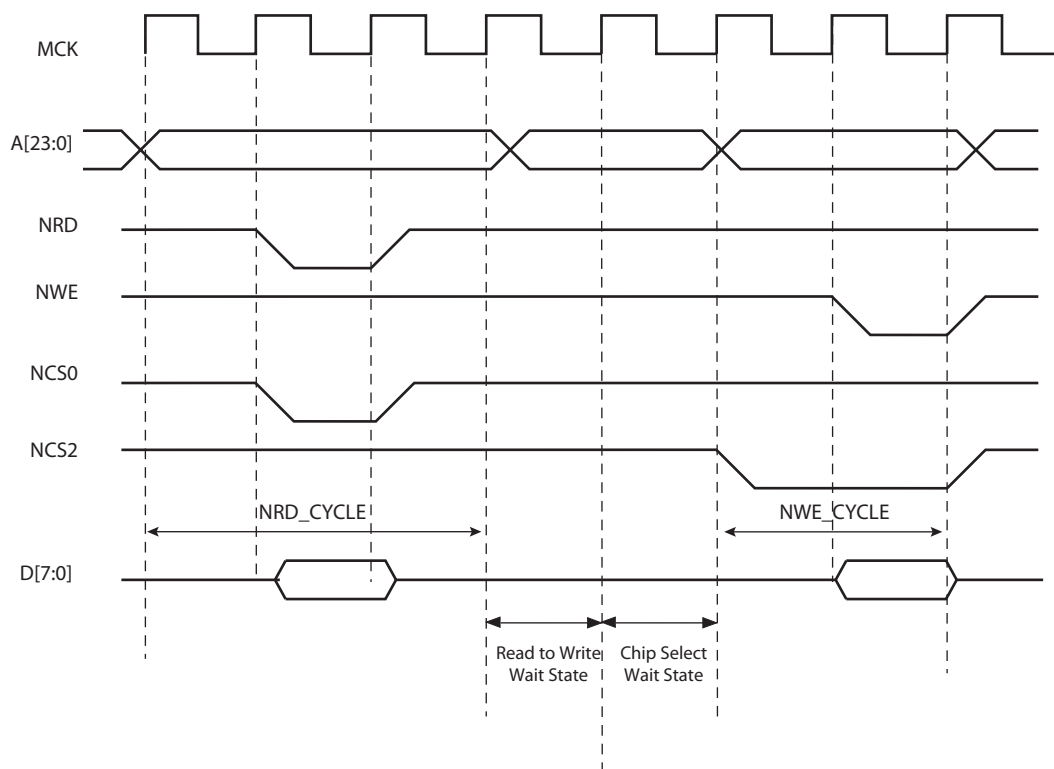 MCK
A[23:0]
NRD
NWE
NCS0
NCS2
NRD_CYCLE
NWE_CYCLE
D[7:0]
Read to Write
Wait State
Chip Select
Wait State